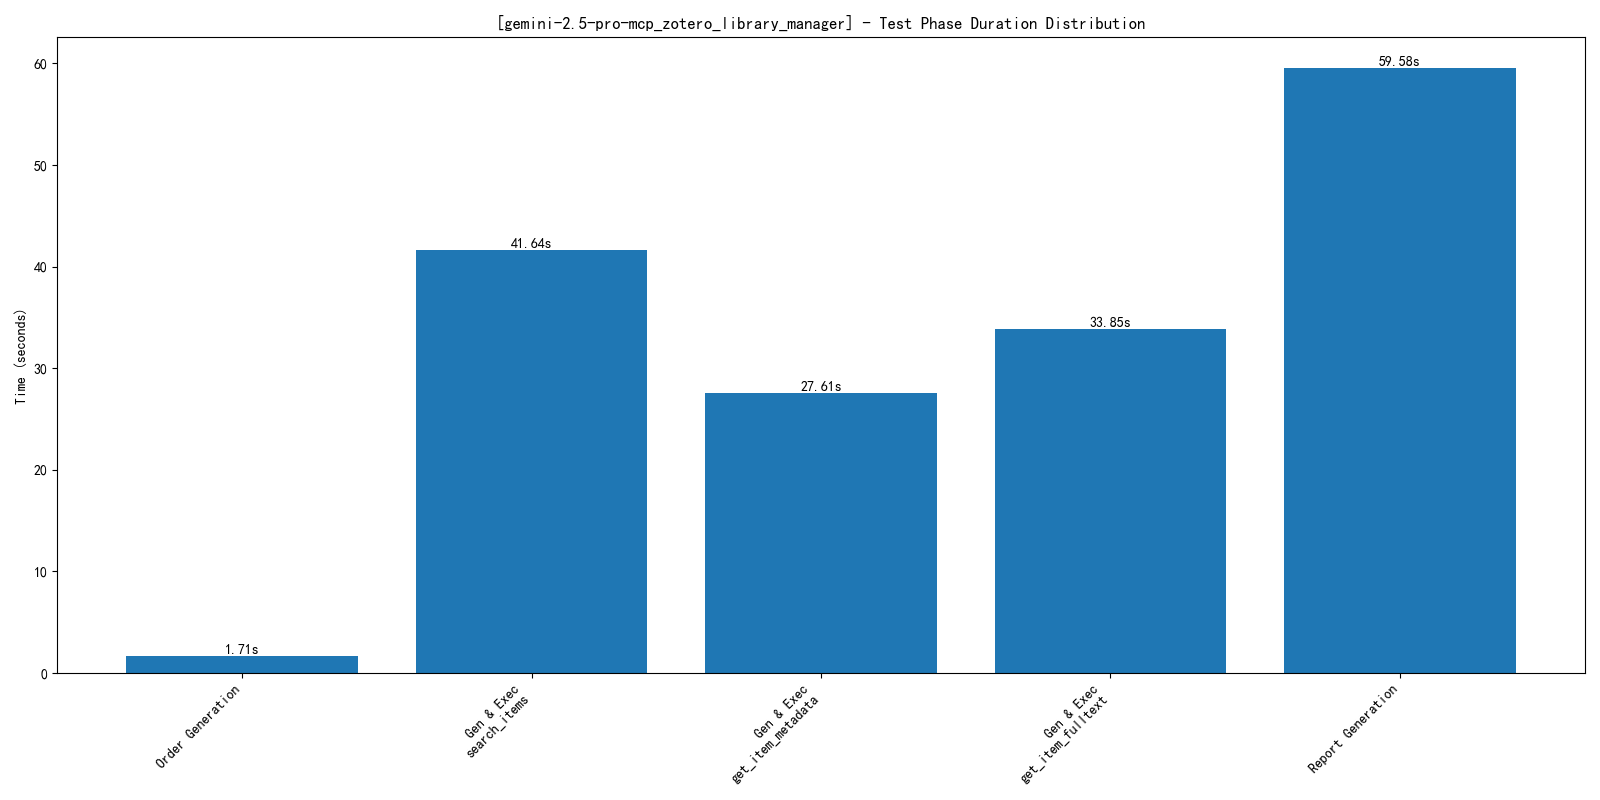 [gemini-2.5-pro-mcp_zotero_library_manager] - Test Phase Duration Distribution
Time (seconds)
60
50
40
30
20
10
0
1.71s
41.64s
27.61s
33.85s
59.58s
Order Generation
Gen & Exec
search_items
Gen & Exec
get_item_metadata
Gen & Exec
get_item_fulltext
Report Generation